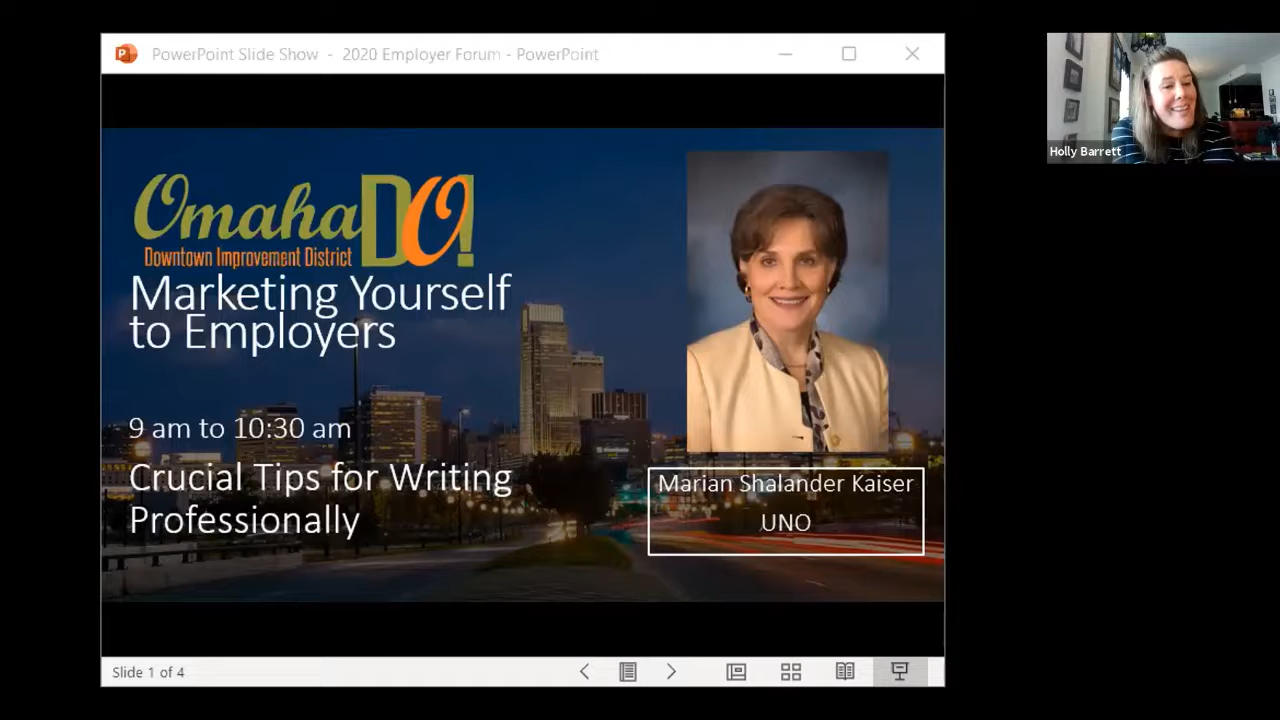 PowerPoint Slide Show - 2020 Employer Forum - PowerPoint
Omaha DO!
Downtown Improvement District
Marketing Yourself
to Employers
9 am to 10:30 am
Crucial Tips for Writing
Professionally
Marian Shalander Kaiser
UNO
Slide 1 of 4
Holly Barrett